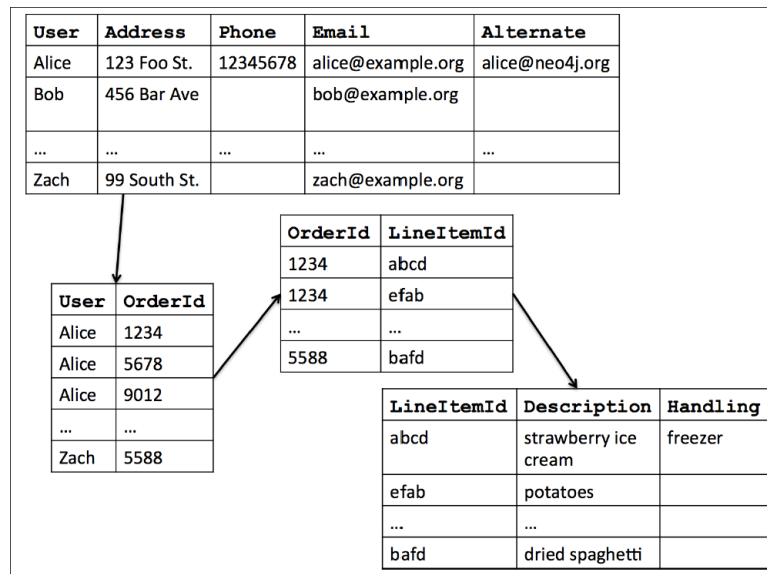 User Address Phone Email Alternate
Alice 123 Foo St. 12345678 alice@example.org alice@neo4j.org
Bob 456 Bar Ave bob@example.org
... ... ... ... ...
Zach 99 South St. zach@example.org
OrderId LineItemId
1234 abcd
1234 efab
... ...
5588 bafd
User OrderId
Alice 1234
Alice 5678
Alice 9012
... ...
Zach 5588
LineItemId Description Handling
abcd strawberry ice freezer
cream
efab potatoes
... ...
bafd dried spaghetti